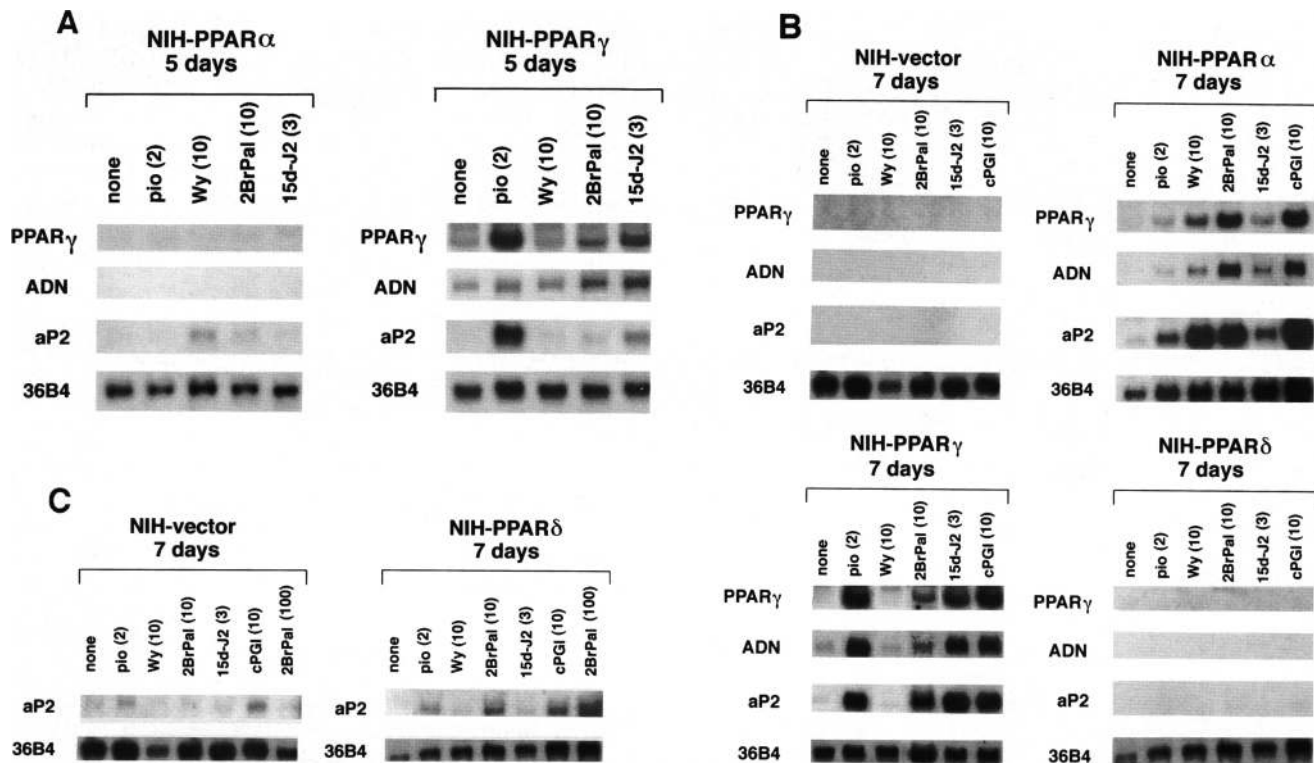 A
NIH-PPARα
5 days
none
pio (2)
Wy (10)
2BrPal (10)
15d-J2 (3)
PPARγ
ADN
aP2
36B4
NIH-PPARγ
5 days
none
pio (2)
Wy (10)
2BrPal (10)
15d-J2 (3)
PPARγ
ADN
aP2
36B4
B
NIH-vector
7 days
none
pio (2)
Wy (10)
2BrPal (10)
15d-J2 (3)
cPGI (10)
PPARγ
ADN
aP2
36B4
NIH-PPARα
7 days
none
pio (2)
Wy (10)
2BrPal (10)
15d-J2 (3)
cPGI (10)
PPARγ
ADN
aP2
36B4
NIH-PPARγ
7 days
none
pio (2)
Wy (10)
2BrPal (10)
15d-J2 (3)
cPGI (10)
PPARγ
ADN
aP2
36B4
NIH-PPARδ
7 days
none
pio (2)
Wy (10)
2BrPal (10)
15d-J2 (3)
cPGI (10)
PPARγ
ADN
aP2
36B4
C
NIH-vector
7 days
none
pio (2)
Wy (10)
2BrPal (10)
15d-J2 (3)
cPGI (10)
2BrPal (100)
aP2
36B4
NIH-PPARδ
7 days
none
pio (2)
Wy (10)
2BrPal (10)
15d-J2 (3)
cPGI (10)
2BrPal (100)
aP2
36B4